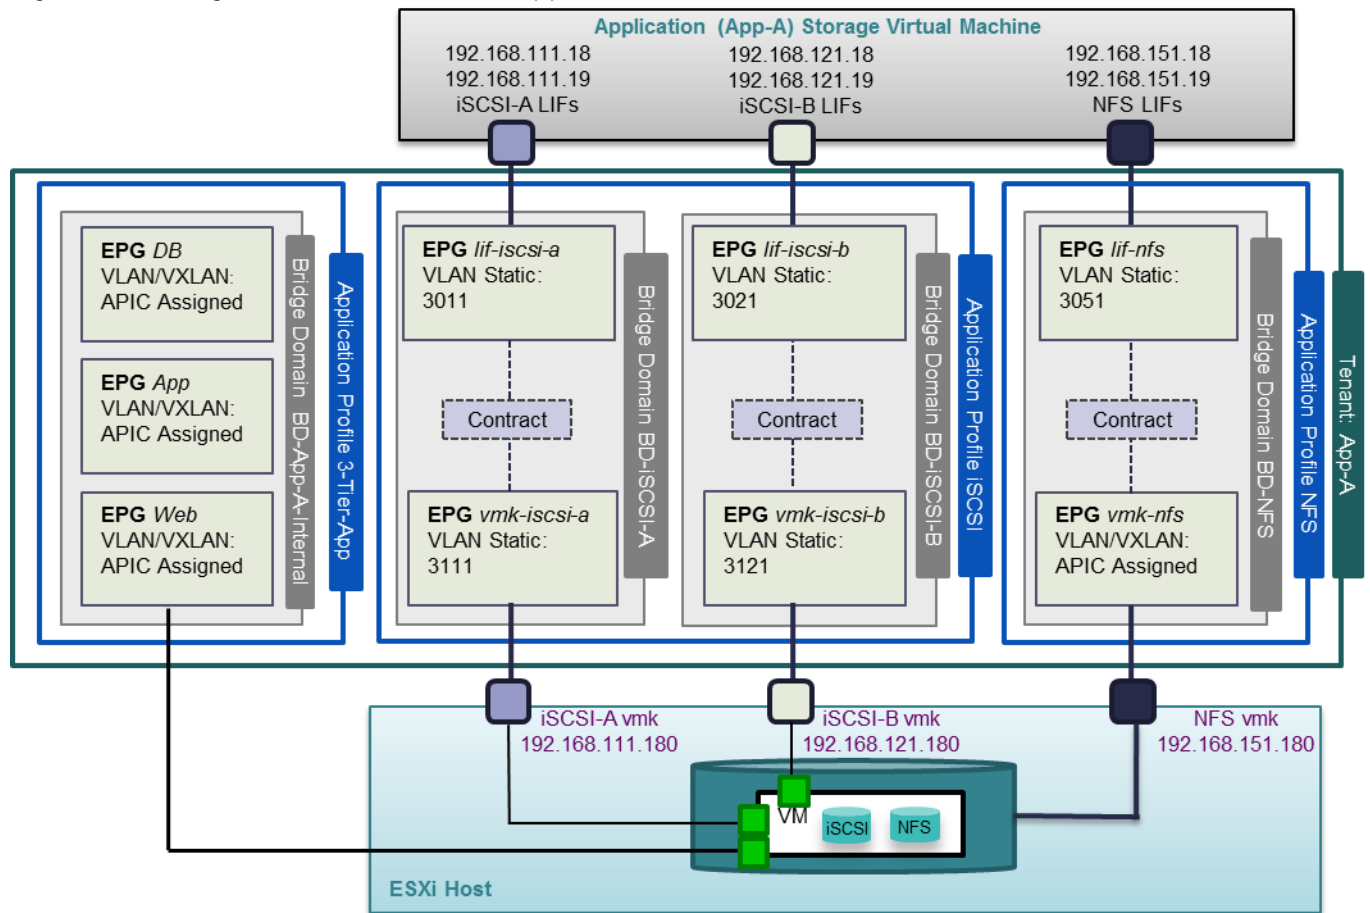 Application (App-A) Storage Virtual Machine
192.168.111.18
192.168.111.19
iSCSI-A LIFs
192.168.121.18
192.168.121.19
iSCSI-B LIFs
192.168.151.18
192.168.151.19
NFS LIFs
EPG DB
VLAN/VXLAN:
APIC Assigned
EPG App
VLAN/VXLAN:
APIC Assigned
EPG Web
VLAN/VXLAN:
APIC Assigned
Bridge Domain BD-App-A-Internal
Application Profile 3-Tier-App
EPG lif-iscsi-a
VLAN Static:
3011
Contract
EPG vmk-iscsi-a
VLAN Static:
3111
Bridge Domain BD-iSCSI-A
EPG lif-iscsi-b
VLAN Static:
3021
Contract
EPG vmk-iscsi-b
VLAN Static:
3121
Bridge Domain BD-iSCSI-B
Application Profile iSCSI
EPG lif-nfs
VLAN Static:
3051
Contract
EPG vmk-nfs
VLAN/VXLAN:
APIC Assigned
Bridge Domain BD-NFS
Application Profile NFS
Tenant: App-A
iSCSI-A vmk
192.168.111.180
iSCSI-B vmk
192.168.121.180
NFS vmk
192.168.151.180
VM
iSCSI
NFS
ESXi Host